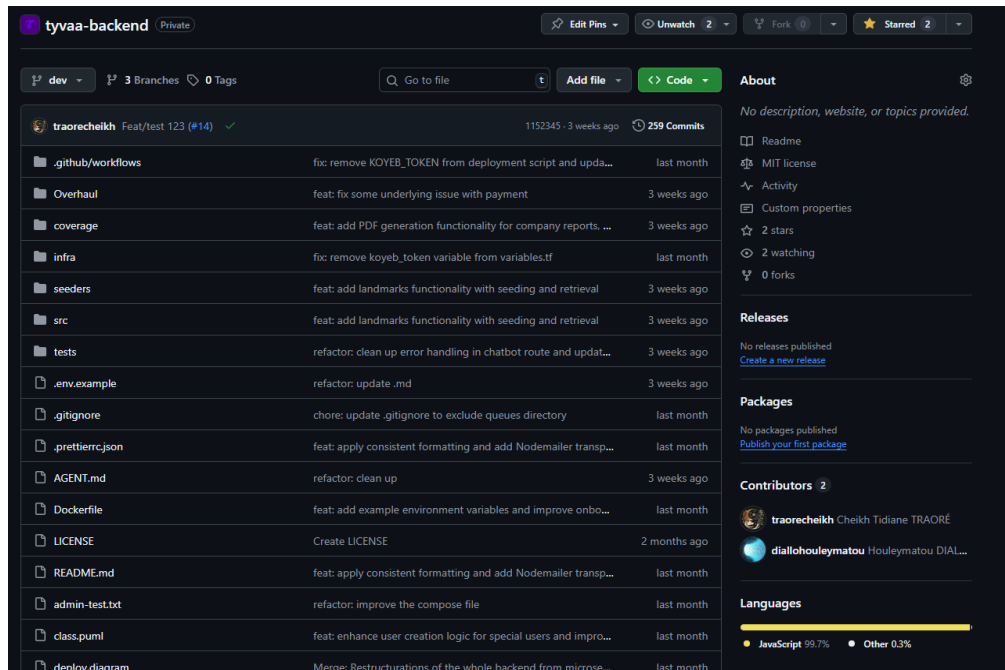 tyvaa-backend Private Edit Pins Unwatch 2 Fork 0 Starred 2
dev 3 Branches 0 Tags Go to file t Add file Code
traorecheikh Feat/test 123 (#14) 1152345 · 3 weeks ago 259 Commits
.github/workflows fix: remove KOYEB_TOKEN from deployment script and upda... last month
Overhaul feat: fix some underlying issue with payment 3 weeks ago
coverage feat: add PDF generation functionality for company reports, ... 3 weeks ago
infra fix: remove koyeb_token variable from variables.tf last month
seeders feat: add landmarks functionality with seeding and retrieval 3 weeks ago
src feat: add landmarks functionality with seeding and retrieval 3 weeks ago
tests refactor: clean up error handling in chatbot route and updat... 3 weeks ago
.env.example refactor: update .md 3 weeks ago
.gitignore chore: update .gitignore to exclude queues directory last month
.prettierrc.json feat: apply consistent formatting and add Nodemailer transp... last month
AGENT.md refactor: clean up 3 weeks ago
Dockerfile feat: add example environment variables and improve onbo... last month
LICENSE Create LICENSE 2 months ago
README.md feat: apply consistent formatting and add Nodemailer transp... last month
admin-test.txt refactor: improve the compose file last month
class.puml feat: enhance user creation logic for special users and impro... last month
deploy.diagram Merge: Restructurations of the whole backend from microse... last month
About
No description, website, or topics provided.
Readme
MIT license
Activity
Custom properties
2 stars
2 watching
0 forks
Releases
No releases published
Create a new release
Packages
No packages published
Publish your first package
Contributors 2
traorecheikh Cheikh Tidiane TRAORÉ
diallohouleymatou Houleymatou DIAL...
Languages
JavaScript 99.7% Other 0.3%